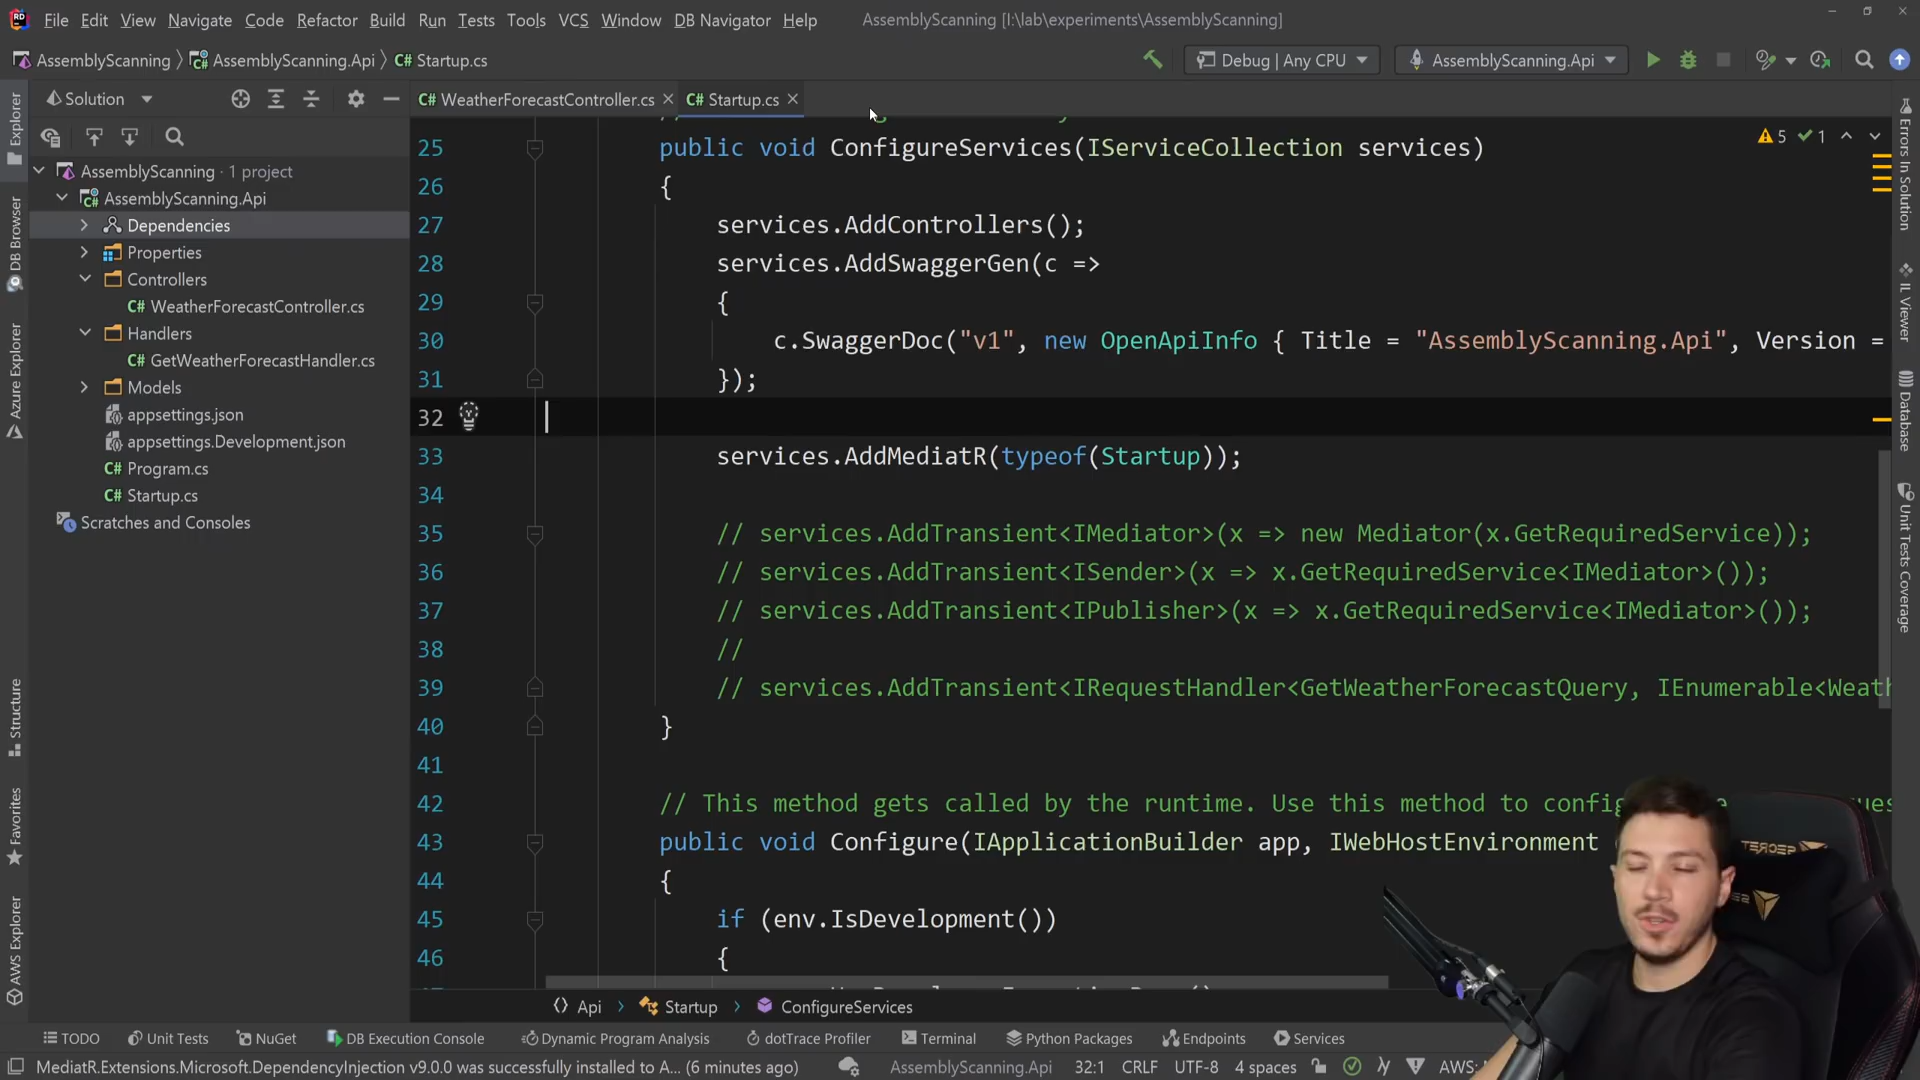 File Edit View Navigate Code Refactor Build Run Tests Tools VCS Window DB Navigator Help AssemblyScanning [I:\lab\experiments\AssemblyScanning]
AssemblyScanning AssemblyScanning.Api C# Startup.cs Debug | Any CPU AssemblyScanning.Api
Solution
C# WeatherForecastController.cs
C# Startup.cs
AssemblyScanning · 1 project
AssemblyScanning.Api
Dependencies
Properties
Controllers
C# WeatherForecastController.cs
Handlers
C# GetWeatherForecastHandler.cs
Models
appsettings.json
appsettings.Development.json
C# Program.cs
C# Startup.cs
Scratches and Consoles
5 1
25 public void ConfigureServices(IServiceCollection services)
26 {
27 services.AddControllers();
28 services.AddSwaggerGen(c =>
29 {
30 c.SwaggerDoc("v1", new OpenApiInfo { Title = "AssemblyScanning.Api", Version =
31 });
32
33 services.AddMediatR(typeof(Startup));
34
35 // services.AddTransient<IMediator>(x => new Mediator(x.GetRequiredService));
36 // services.AddTransient<ISender>(x => x.GetRequiredService<IMediator>());
37 // services.AddTransient<IPublisher>(x => x.GetRequiredService<IMediator>());
38 //
39 // services.AddTransient<IRequestHandler<GetWeatherForecastQuery, IEnumerable<Weath
40 }
41
42 // This method gets called by the runtime. Use this method to config
43 public void Configure(IApplicationBuilder app, IWebHostEnvironment
44 {
45 if (env.IsDevelopment())
46 {
Explorer
DB Browser
Azure Explorer
Structure
Favorites
AWS Explorer
Errors In Solution
IL Viewer
Database
Unit Tests Coverage
Api Startup ConfigureServices
TODO Unit Tests NuGet DB Execution Console Dynamic Program Analysis dotTrace Profiler Terminal Python Packages Endpoints Services
MediatR.Extensions.Microsoft.DependencyInjection v9.0.0 was successfully installed to A... (6 minutes ago) AssemblyScanning.Api 32:1 CRLF UTF-8 4 spaces AWS:
SECRET